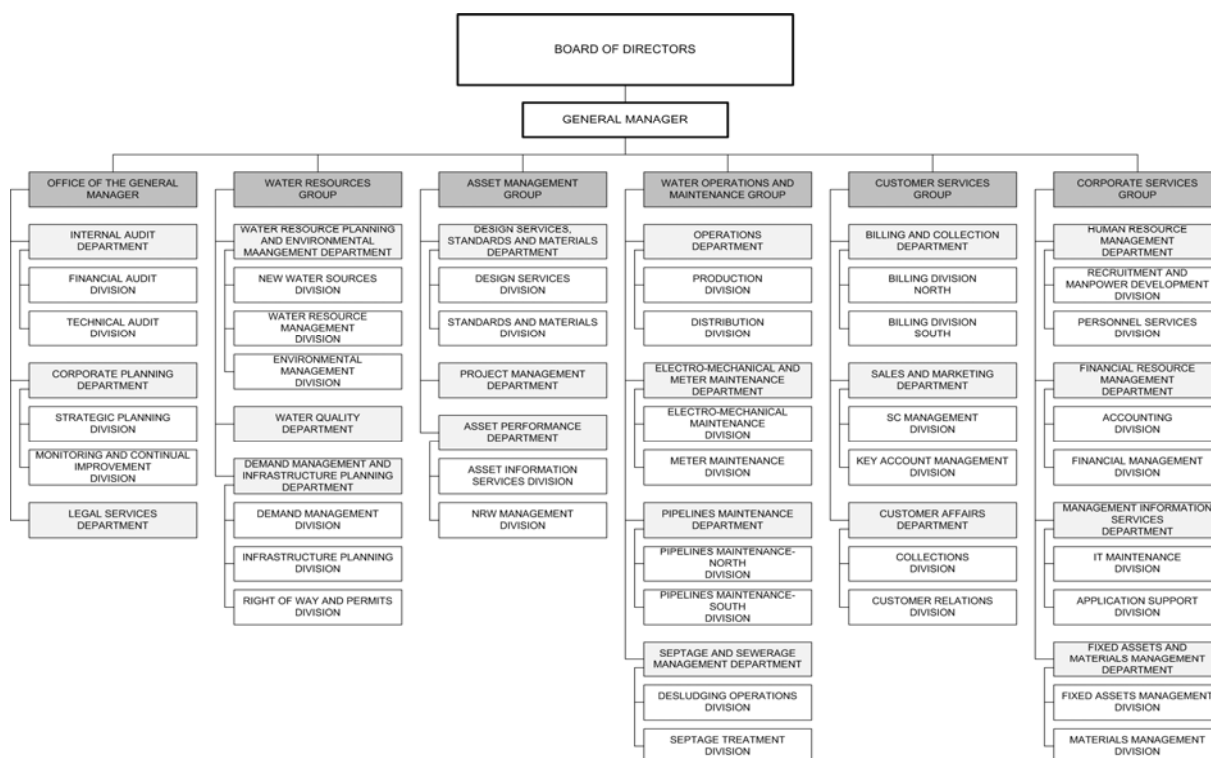 BOARD OF DIRECTORS
GENERAL MANAGER
OFFICE OF THE GENERAL
MANAGER
INTERNAL AUDIT
DEPARTMENT
FINANCIAL AUDIT
DIVISION
TECHNICAL AUDIT
DIVISION
CORPORATE PLANNING
DEPARTMENT
STRATEGIC PLANNING
DIVISION
MONITORING AND CONTINUAL
IMPROVEMENT
DIVISION
LEGAL SERVICES
DEPARTMENT
WATER RESOURCES
GROUP
WATER RESOURCE PLANNING
AND ENVIRONMENTAL
MAANGEMENT DEPARTMENT
NEW WATER SOURCES
DIVISION
WATER RESOURCE
MANAGEMENT
DIVISION
ENVIRONMENTAL
MANAGEMENT
DIVISION
WATER QUALITY
DEPARTMENT
DEMAND MANAGEMENT AND
INFRASTRUCTURE PLANNING
DEPARTMENT
DEMAND MANAGEMENT
DIVISION
INFRASTRUCTURE PLANNING
DIVISION
RIGHT OF WAY AND PERMITS
DIVISION
ASSET MANAGEMENT
GROUP
DESIGN SERVICES,
STANDARDS AND MATERIALS
DEPARTMENT
DESIGN SERVICES
DIVISION
STANDARDS AND MATERIALS
DIVISION
PROJECT MANAGEMENT
DEPARTMENT
ASSET PERFORMANCE
DEPARTMENT
ASSET INFORMATION
SERVICES DIVISION
NRW MANAGEMENT
DIVISION
WATER OPERATIONS AND
MAINTENANCE GROUP
OPERATIONS
DEPARTMENT
PRODUCTION
DIVISION
DISTRIBUTION
DIVISION
ELECTRO-MECHANICAL AND
METER MAINTENANCE
DEPARTMENT
ELECTRO-MECHANICAL
MAINTENANCE
DIVISION
METER MAINTENANCE
DIVISION
PIPELINES MAINTENANCE
DEPARTMENT
PIPELINES MAINTENANCE-
NORTH
DIVISION
PIPELINES MAINTENANCE-
SOUTH
DIVISION
SEPTAGE AND SEWERAGE
MANAGEMENT DEPARTMENT
DESLUDGING OPERATIONS
DIVISION
SEPTAGE TREATMENT
DIVISION
CUSTOMER SERVICES
GROUP
BILLING AND COLLECTION
DEPARTMENT
BILLING DIVISION
NORTH
BILLING DIVISION
SOUTH
SALES AND MARKETING
DEPARTMENT
SC MANAGEMENT
DIVISION
KEY ACCOUNT MANAGEMENT
DIVISION
CUSTOMER AFFAIRS
DEPARTMENT
COLLECTIONS
DIVISION
CUSTOMER RELATIONS
DIVISION
CORPORATE SERVICES
GROUP
HUMAN RESOURCE
MANAGEMENT
DEPARTMENT
RECRUITMENT AND
MANPOWER DEVELOPMENT
DIVISION
PERSONNEL SERVICES
DIVISION
FINANCIAL RESOURCE
MANAGEMENT
DEPARTMENT
ACCOUNTING
DIVISION
FINANCIAL MANAGEMENT
DIVISION
MANAGEMENT INFORMATION
SERVICES
DEPARTMENT
IT MAINTENANCE
DIVISION
APPLICATION SUPPORT
DIVISION
FIXED ASSETS AND
MATERIALS MANAGEMENT
DEPARTMENT
FIXED ASSETS MANAGEMENT
DIVISION
MATERIALS MANAGEMENT
DIVISION